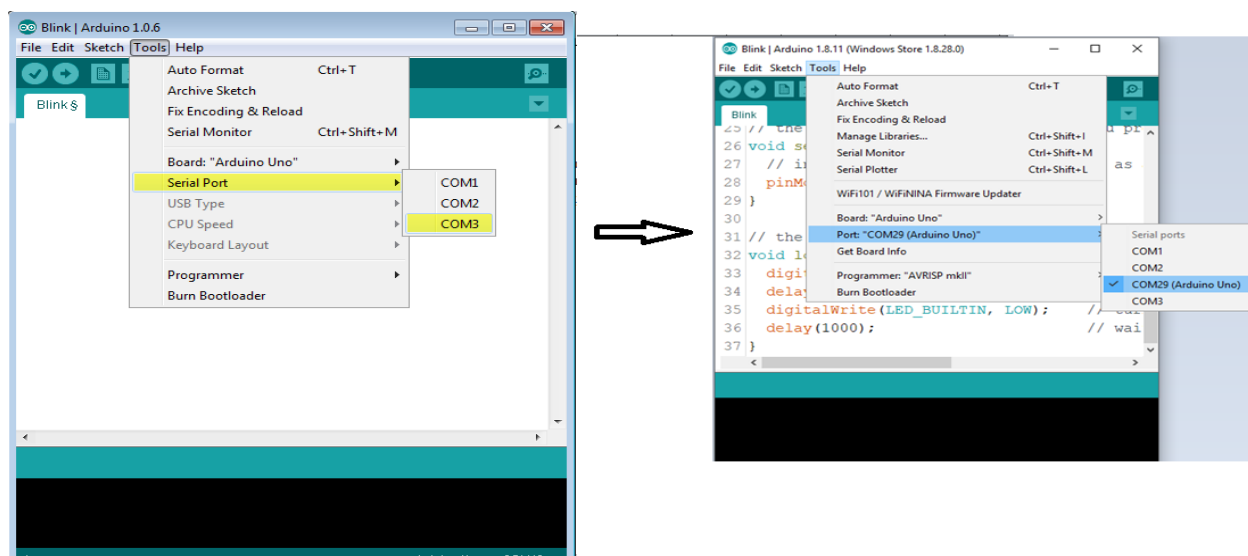 Blink | Arduino 1.0.6
File Edit Sketch Tools Help
Auto Format Ctrl+T
Archive Sketch
Fix Encoding & Reload
Serial Monitor Ctrl+Shift+M
Board: "Arduino Uno"
Serial Port
USB Type
CPU Speed
Keyboard Layout
Programmer
Burn Bootloader
COM1
COM2
COM3
Blink §
Blink | Arduino 1.8.11 (Windows Store 1.8.28.0)
File Edit Sketch Tools Help
Auto Format Ctrl+T
Archive Sketch
Fix Encoding & Reload
Manage Libraries... Ctrl+Shift+I
Serial Monitor Ctrl+Shift+M
Serial Plotter Ctrl+Shift+L
WiFi101 / WiFiNINA Firmware Updater
Board: "Arduino Uno"
Port: "COM29 (Arduino Uno)"
Get Board Info
Programmer: "AVRISP mkII"
Burn Bootloader
Serial ports
COM1
COM2
COM29 (Arduino Uno)
COM3
Blink
25 // the
26 void
27 // as
28
29 }
30
31 // the
32 void
33
34
35 digitalWrite(LED_BUILTIN, LOW); //
36 delay(1000); // wai
37 }